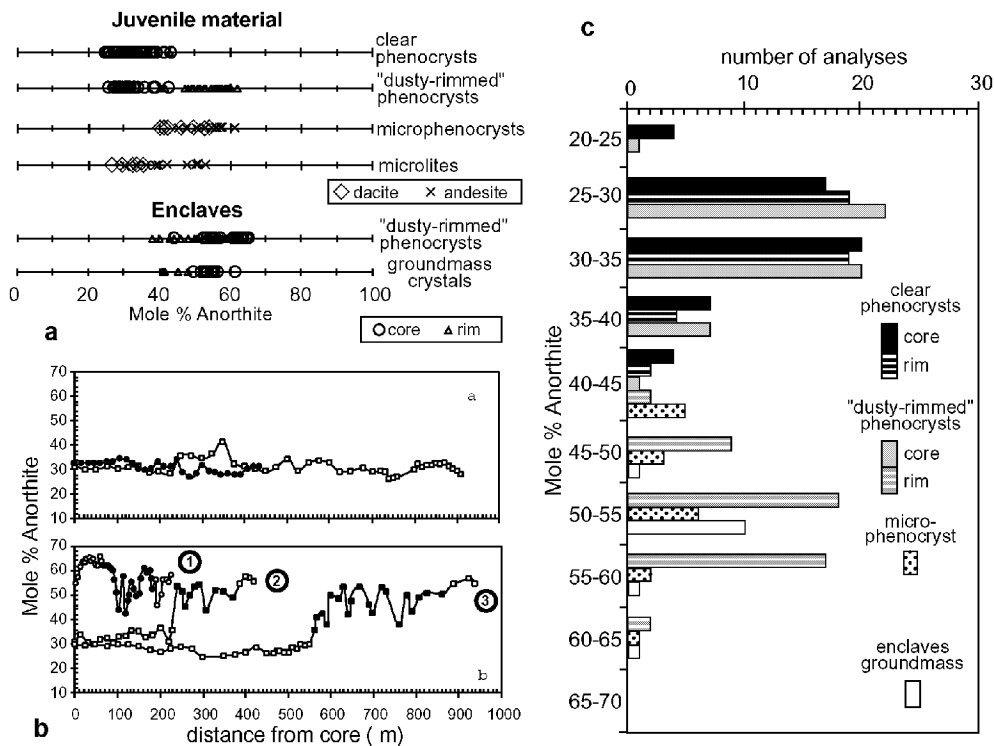 Juvenile material
clear
phenocrysts
"dusty-rimmed"
phenocrysts
microphenocrysts
microlites
dacite andesite
Enclaves
"dusty-rimmed"
phenocrysts
groundmass
crystals
0 20 40 60 80 100
Mole % Anorthite
a
core rim
70
60
50
40
30
20
10
a
Mole % Anorthite
70
60
50
40
30
20
10
1
2
3
b
0 100 200 300 400 500 600 700 800 900 1000
distance from core ( m)
b
c
number of analyses
0 10 20 30
20-25
25-30
30-35
35-40
40-45
45-50
50-55
55-60
60-65
65-70
Mole % Anorthite
clear
phenocrysts
core
rim
"dusty-rimmed"
phenocrysts
core
rim
micro-
phenocryst
enclaves
groundmass